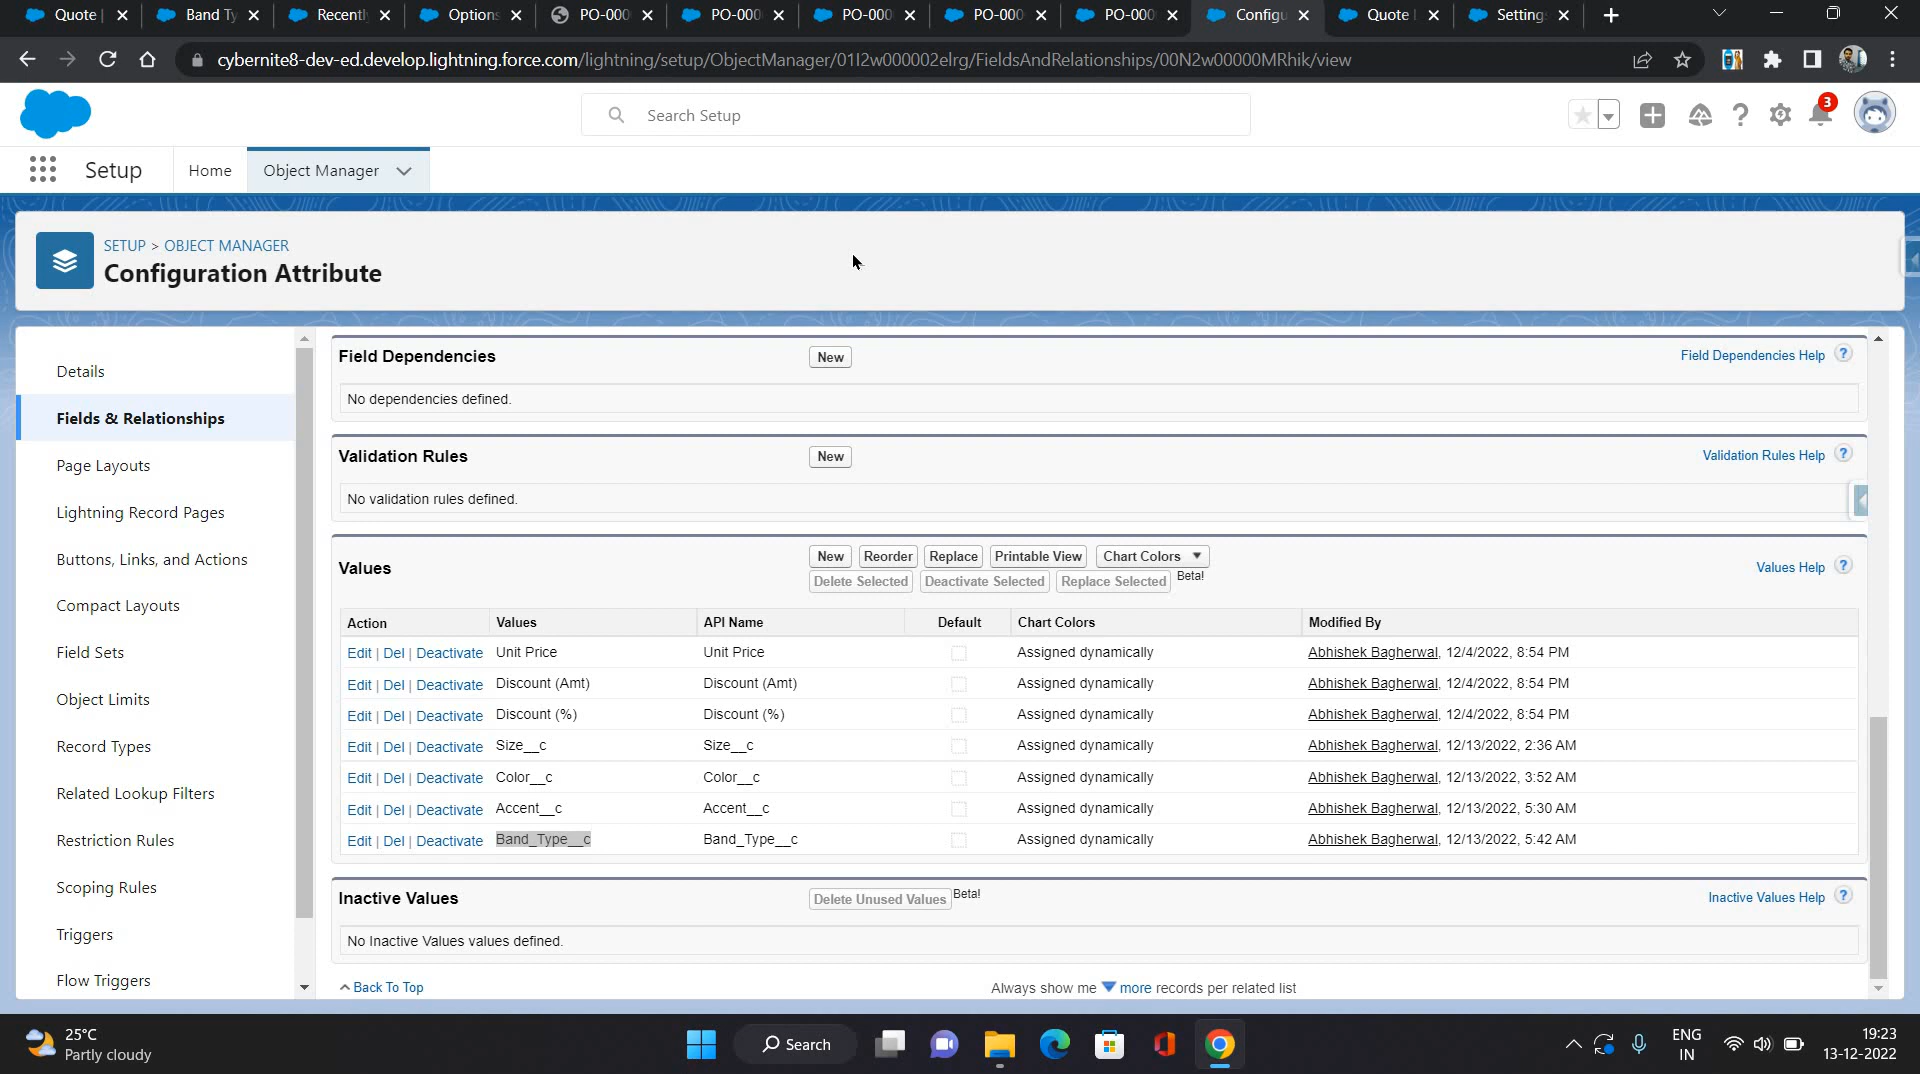 Quote
Band Ty
Recently
Options
PO-000
PO-000
PO-000
PO-000
PO-000
Configu
Quote
Setting
cybernite8-dev-ed.develop.lightning.force.com/lightning/setup/ObjectManager/01I2w000002elrg/FieldsAndRelationships/00N2w00000MRhik/view
Search Setup
3
Setup
Home
Object Manager
SETUP > OBJECT MANAGER
Configuration Attribute
Details
Fields & Relationships
Page Layouts
Lightning Record Pages
Buttons, Links, and Actions
Compact Layouts
Field Sets
Object Limits
Record Types
Related Lookup Filters
Restriction Rules
Scoping Rules
Triggers
Flow Triggers
Field Dependencies New Field Dependencies Help ?
No dependencies defined.
Validation Rules New Validation Rules Help ?
No validation rules defined.
Values New Reorder Replace Printable View Chart Colors Values Help ?
Delete Selected Deactivate Selected Replace Selected Beta!
Action Values API Name Default Chart Colors Modified By
Edit | Del | Deactivate Unit Price Unit Price Assigned dynamically Abhishek Bagherwal, 12/4/2022, 8:54 PM
Edit | Del | Deactivate Discount (Amt) Discount (Amt) Assigned dynamically Abhishek Bagherwal, 12/4/2022, 8:54 PM
Edit | Del | Deactivate Discount (%) Discount (%) Assigned dynamically Abhishek Bagherwal, 12/4/2022, 8:54 PM
Edit | Del | Deactivate Size__c Size__c Assigned dynamically Abhishek Bagherwal, 12/13/2022, 2:36 AM
Edit | Del | Deactivate Color__c Color__c Assigned dynamically Abhishek Bagherwal, 12/13/2022, 3:52 AM
Edit | Del | Deactivate Accent__c Accent__c Assigned dynamically Abhishek Bagherwal, 12/13/2022, 5:30 AM
Edit | Del | Deactivate Band_Type__c Band_Type__c Assigned dynamically Abhishek Bagherwal, 12/13/2022, 5:42 AM
Inactive Values Delete Unused Values Beta! Inactive Values Help ?
No Inactive Values values defined.
Back To Top Always show me more records per related list
25°C
Partly cloudy
Search
ENG
IN
19:23
13-12-2022